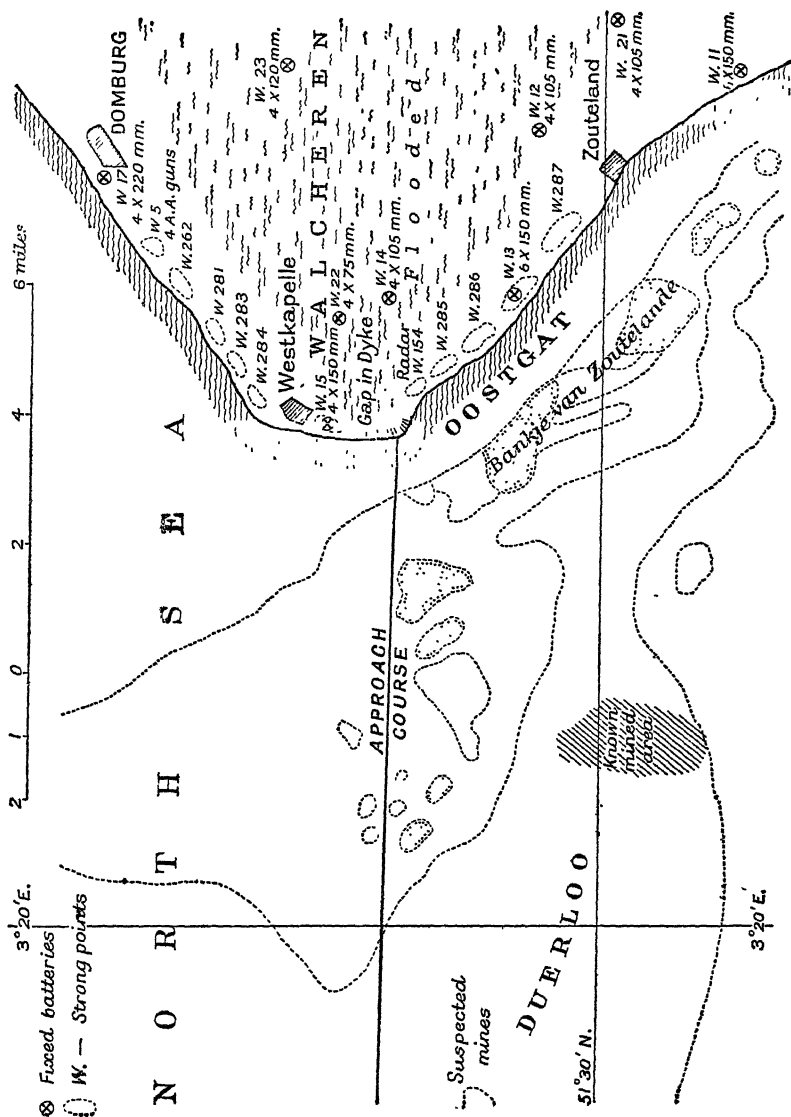 ⊗ Fixed batteries
W. — Strong points
3°20'E.
2 1 0 2 4 6 miles
NORTH SEA
DOMBURG
W 17
4 X 220 mm.
W 5
4 A.A. guns
W.262
W. 281
W. 283
W. 284
W. 23
4 X 120 mm.
Westkapelle
WALCHEREN
W. 15
4 X 150 mm
W. 22
4 X 75 mm.
Gap in Dyke
W. 14
4 X 105 mm.
Flooded
Radar
W. 154
W. 285
W. 286
W. 13
6 X 150 mm.
W. 12
4 X 105 mm.
W. 287
Zouteland
W. 21
4 X 105 mm.
W. 11
X 150 mm.
OOSTGAT
Bankje van Zoutelande
APPROACH
COURSE
Known
mined
area
Suspected
mines
DUERLOO
51°30' N.
3°20' E.